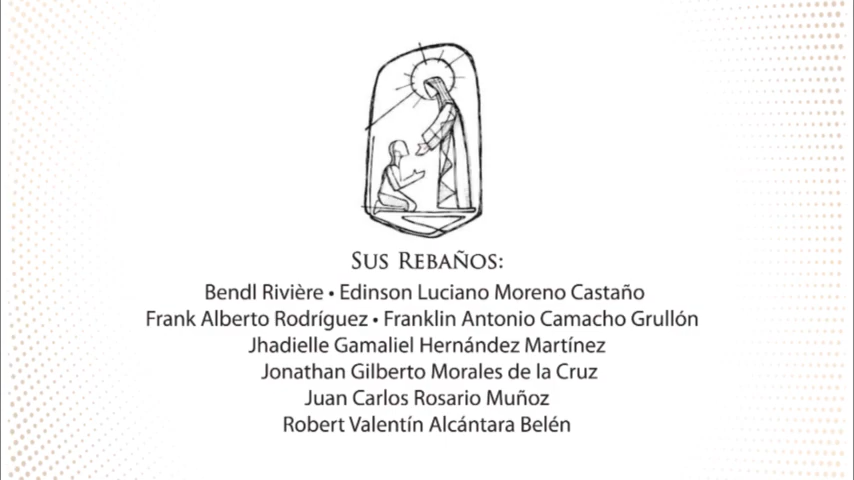 Sus Rebaños:
Bendl Rivière • Edinson Luciano Moreno Castaño
Frank Alberto Rodríguez • Franklin Antonio Camacho Grullón
Jhadielle Gamaliel Hernández Martínez
Jonathan Gilberto Morales de la Cruz
Juan Carlos Rosario Muñoz
Robert Valentín Alcántara Belén